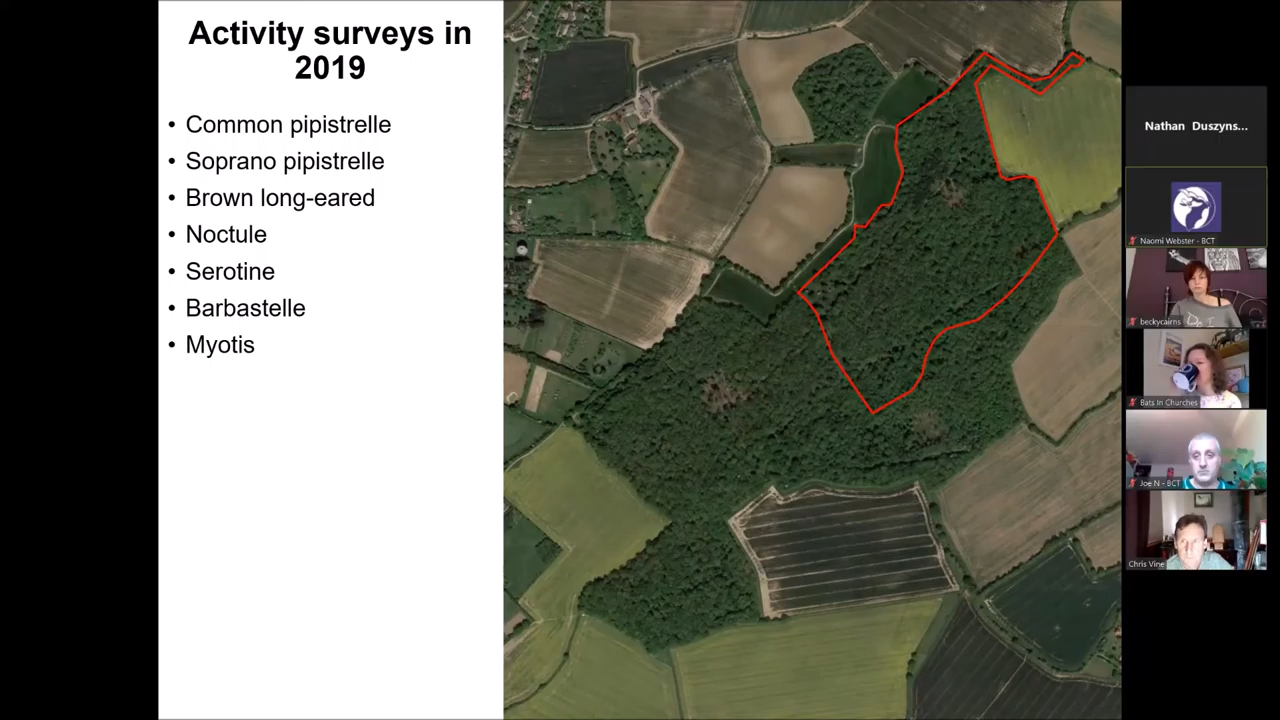 Activity surveys in
2019
• Common pipistrelle
• Soprano pipistrelle
• Brown long-eared
• Noctule
• Serotine
• Barbastelle
• Myotis
Nathan Duszyns...
Naomi Webster - BCT
beckycairns
Bats In Churches
Joe N - BCT
Chris Vine